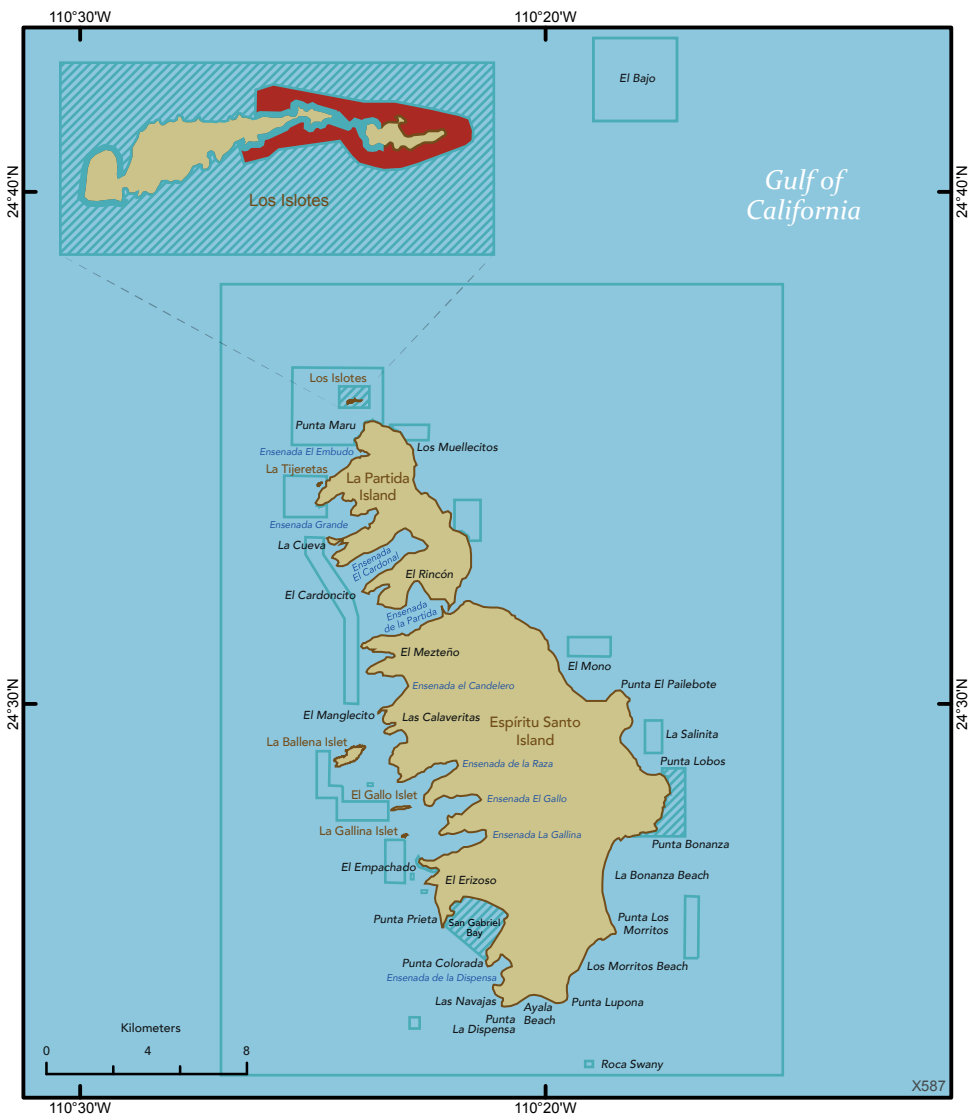 110°30'W
110°20'W
El Bajo
24°40'N
24°40'N
Gulf of
California
Los Islotes
Los Islotes
Punta Maru
Los Muellecitos
Ensenada El Embudo
La Tijeretas
La Partida
Island
Ensenada Grande
La Cueva
Ensenada
El Cardonal
El Rincón
El Cardoncito
Ensenada
de la Partida
El Mezteño
El Mono
Ensenada el Candelero
Punta El Pailebote
24°30'N
24°30'N
El Manglecito
Las Calaveritas
Espíritu Santo
Island
La Salinita
La Ballena Islet
Punta Lobos
Ensenada de la Raza
El Gallo Islet
Ensenada El Gallo
La Gallina Islet
Ensenada La Gallina
Punta Bonanza
El Empachado
La Bonanza Beach
El Erizoso
Punta Prieta
San Gabriel
Bay
Punta Los
Morritos
Punta Colorada
Los Morritos Beach
Ensenada de la Dispensa
Las Navajas
Ayala
Beach
Punta Lupona
Punta
La Dispensa
Kilometers
0
4
8
Roca Swany
X587
110°30'W
110°20'W